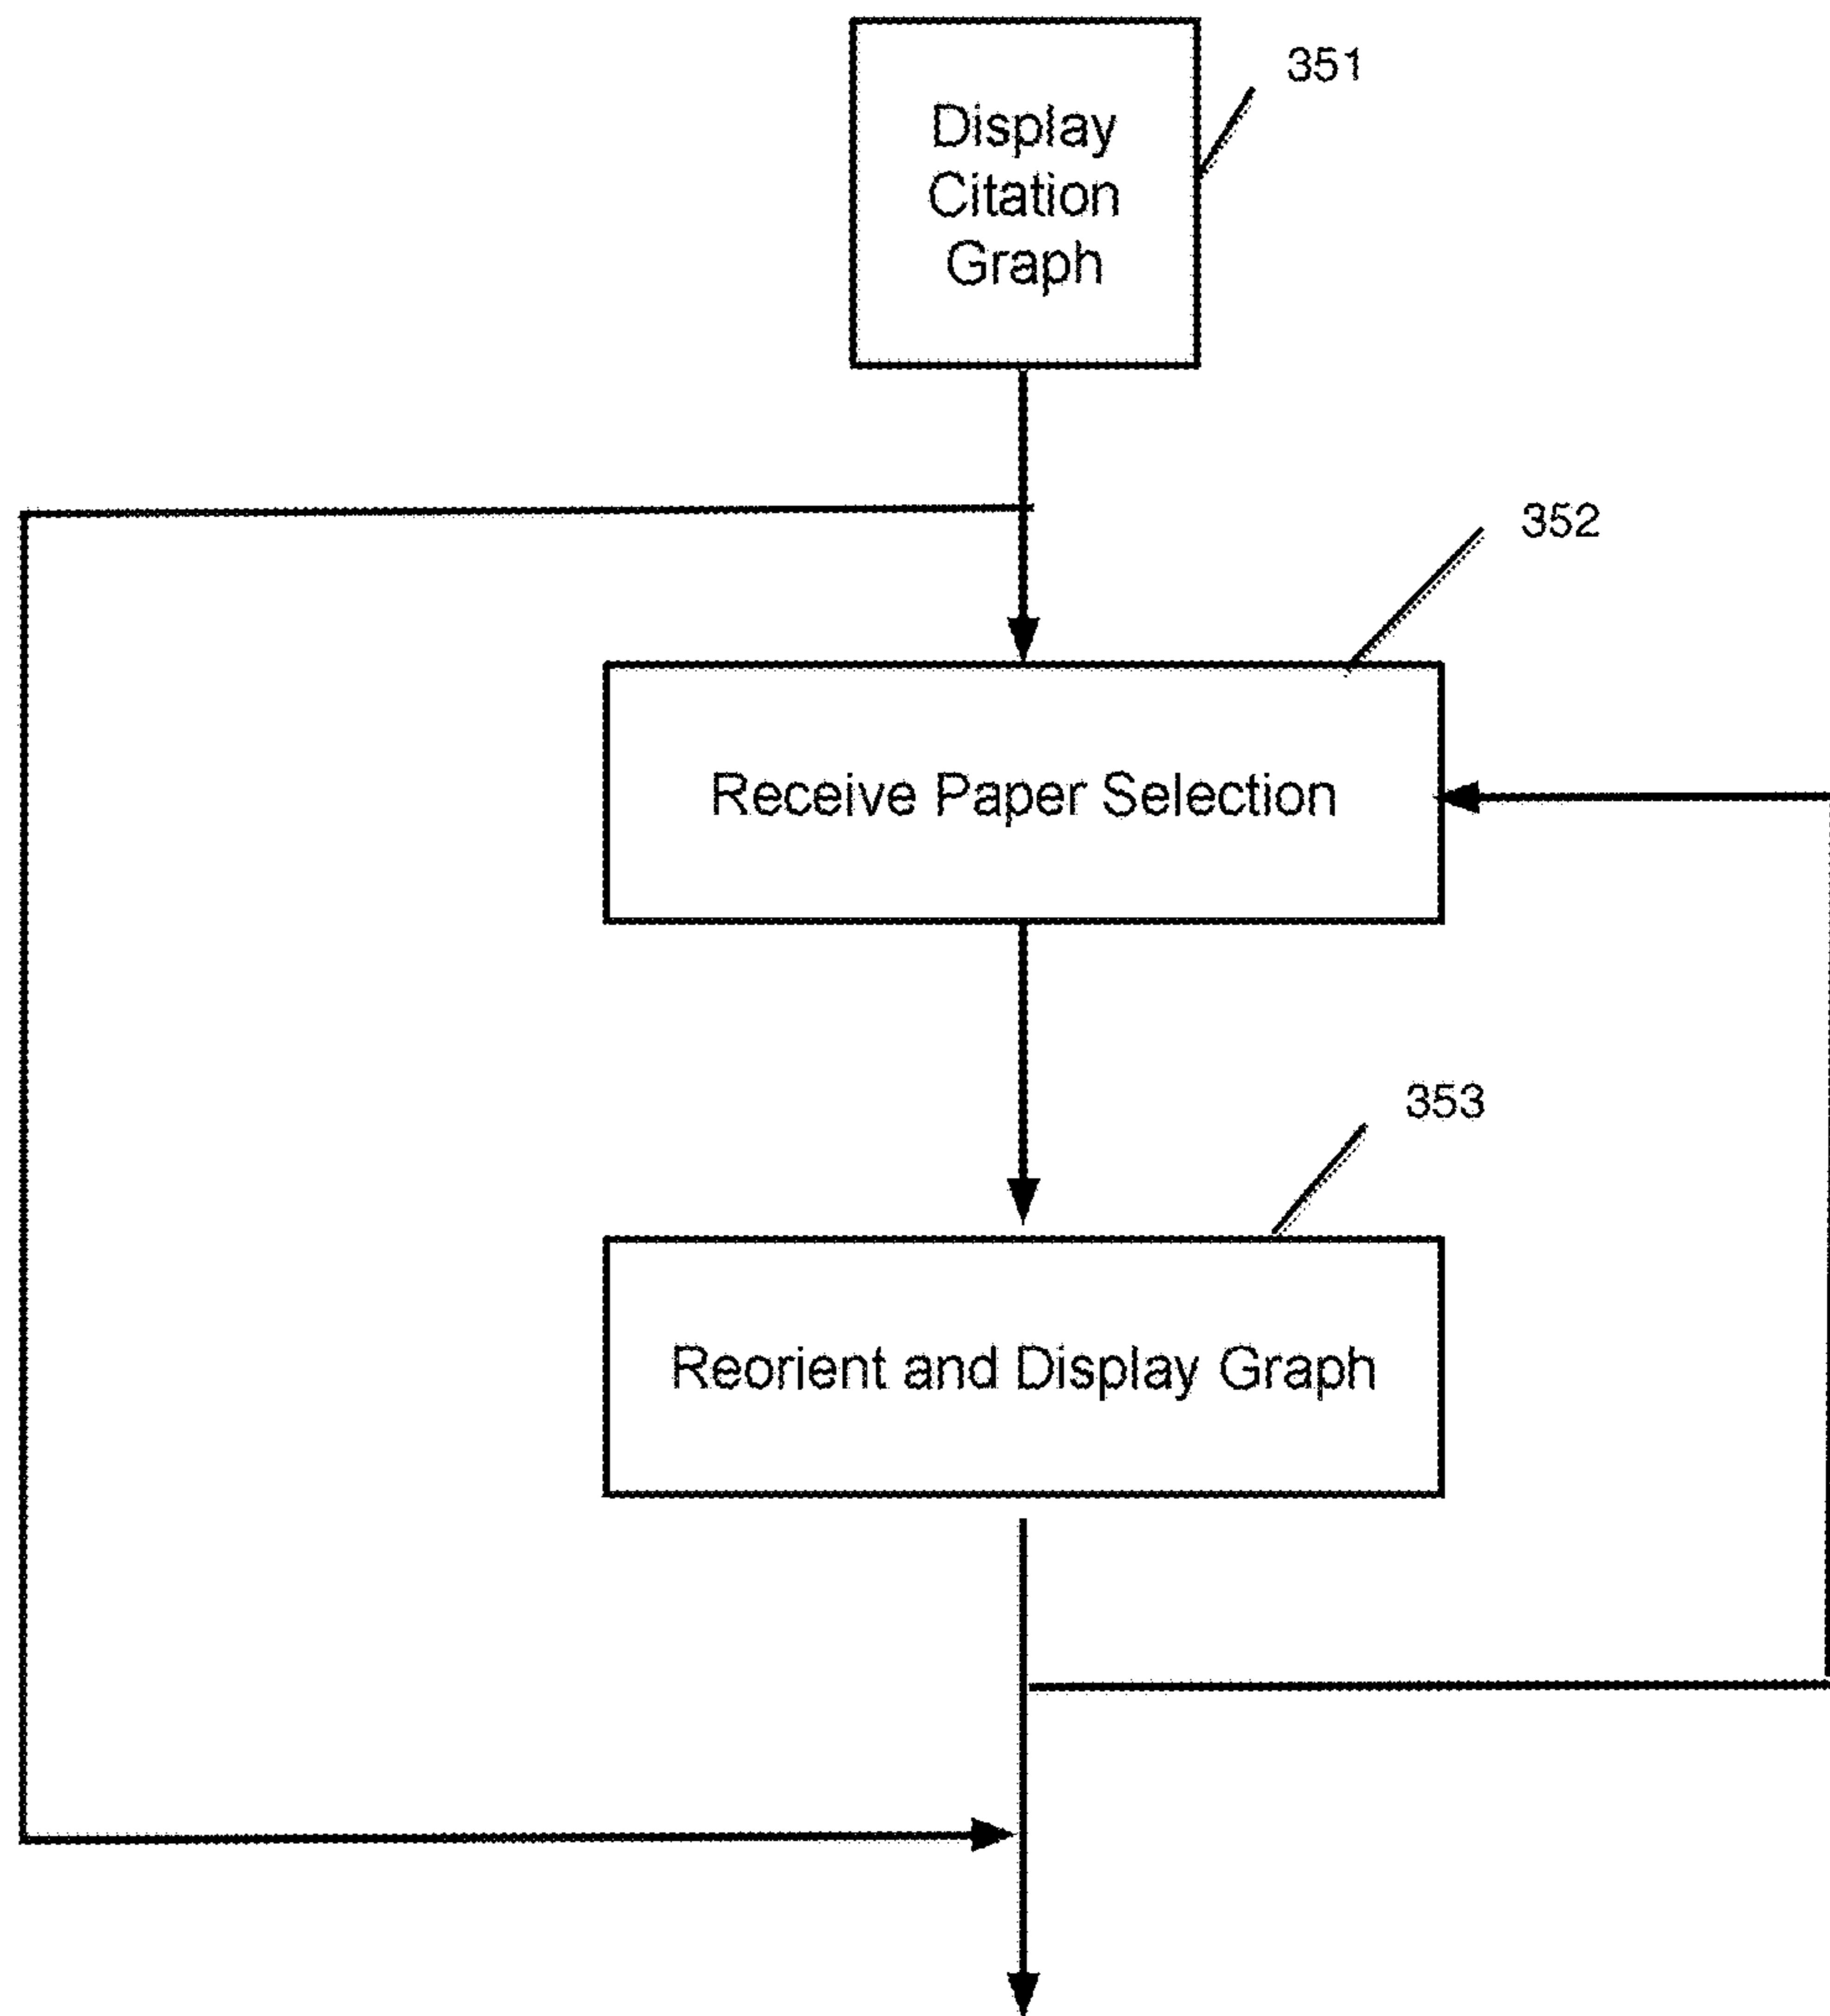 351
Display
Citation
Graph
352
Receive Paper Selection
353
Reorient and Display Graph